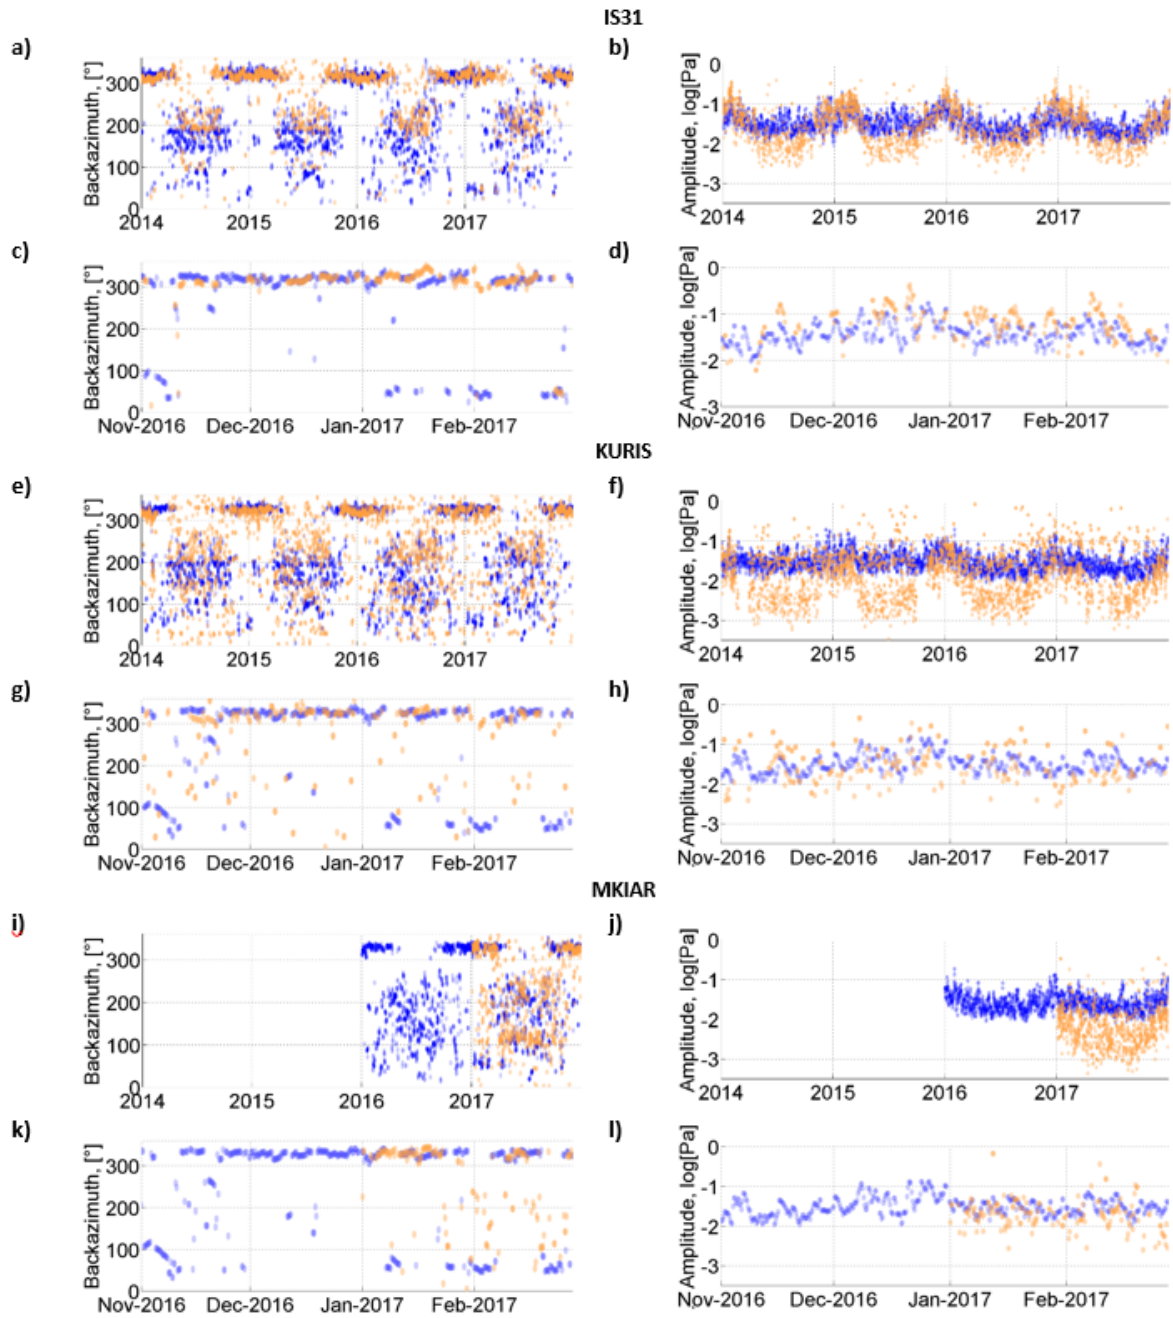 IS31
a)
Backazimuth, [°]
300
200
100
0
2014 2015 2016 2017
b)
Amplitude, log[Pa]
0
-1
-2
-3
2014 2015 2016 2017
c)
Backazimuth, [°]
300
200
100
0
Nov-2016 Dec-2016 Jan-2017 Feb-2017
d)
Amplitude, log[Pa]
0
-1
-2
-3
Nov-2016 Dec-2016 Jan-2017 Feb-2017
KURIS
e)
Backazimuth, [°]
300
200
100
0
2014 2015 2016 2017
f)
Amplitude, log[Pa]
0
-1
-2
-3
2014 2015 2016 2017
g)
Backazimuth, [°]
300
200
100
0
Nov-2016 Dec-2016 Jan-2017 Feb-2017
h)
Amplitude, log[Pa]
0
-1
-2
-3
Nov-2016 Dec-2016 Jan-2017 Feb-2017
MKIAR
i)
Backazimuth, [°]
300
200
100
0
2014 2015 2016 2017
j)
Amplitude, log[Pa]
0
-1
-2
-3
2014 2015 2016 2017
k)
Backazimuth, [°]
300
200
100
0
Nov-2016 Dec-2016 Jan-2017 Feb-2017
l)
Amplitude, log[Pa]
0
-1
-2
-3
Nov-2016 Dec-2016 Jan-2017 Feb-2017